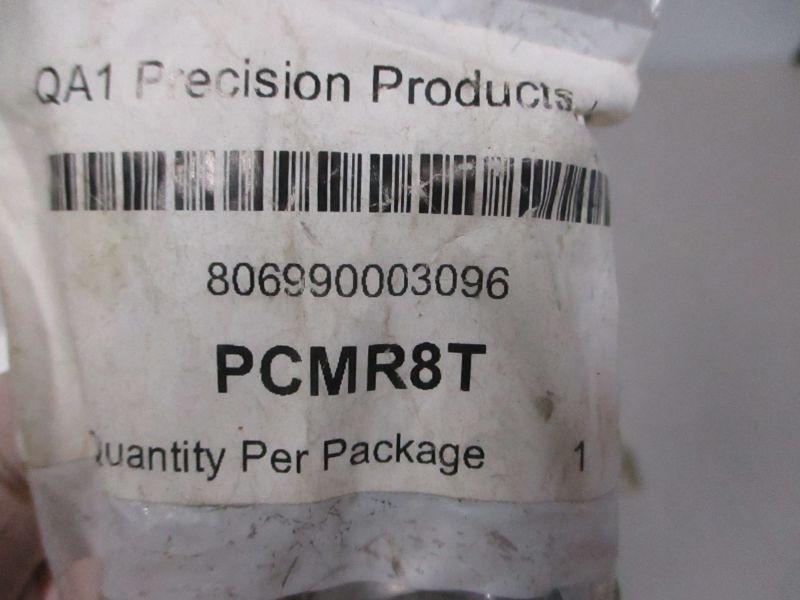 QA1 Precision Products,
806990003096
PCMR8T
Quantity Per Package 1